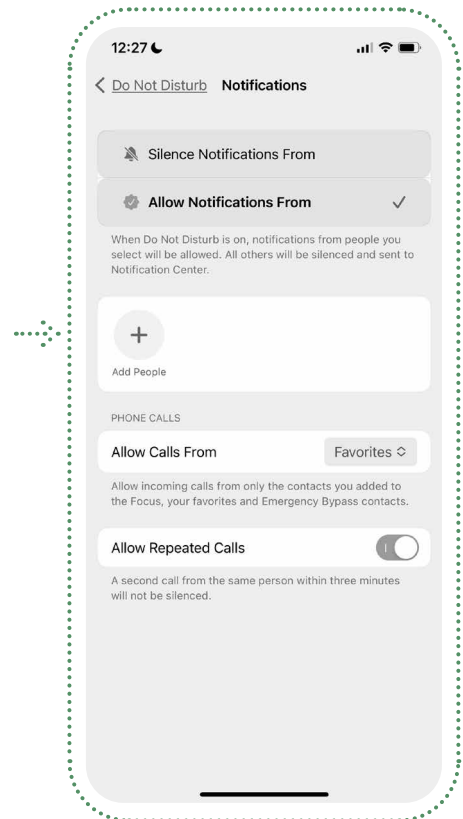 12:27
Do Not Disturb Notifications
Silence Notifications From
Allow Notifications From
When Do Not Disturb is on, notifications from people you
select will be allowed. All others will be silenced and sent to
Notification Center.
Add People
PHONE CALLS
Allow Calls From Favorites
Allow incoming calls from only the contacts you added to
the Focus, your favorites and Emergency Bypass contacts.
Allow Repeated Calls
A second call from the same person within three minutes
will not be silenced.